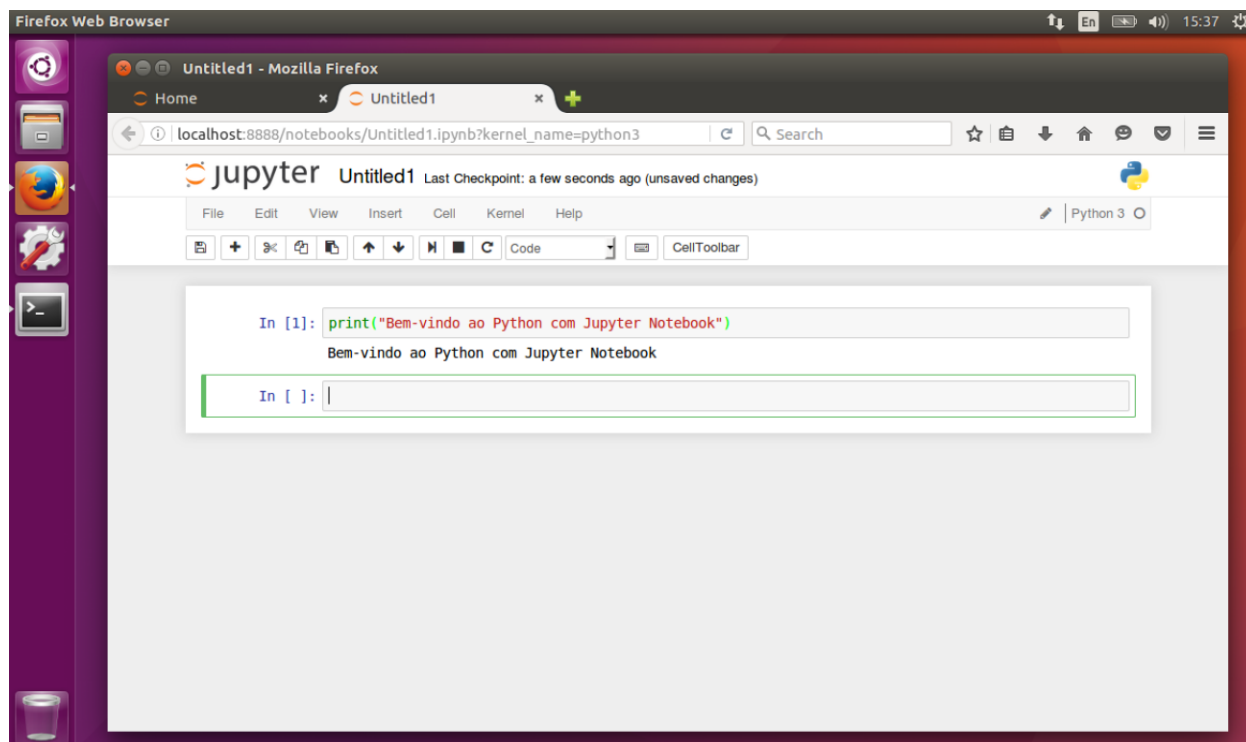 Firefox Web Browser En 15:37
Untitled1 - Mozilla Firefox
Home Untitled1
localhost:8888/notebooks/Untitled1.ipynb?kernel_name=python3 Search
jupyter Untitled1 Last Checkpoint: a few seconds ago (unsaved changes)
File Edit View Insert Cell Kernel Help Python 3
Code CellToolbar
In [1]: print("Bem-vindo ao Python com Jupyter Notebook")
Bem-vindo ao Python com Jupyter Notebook
In [ ]: